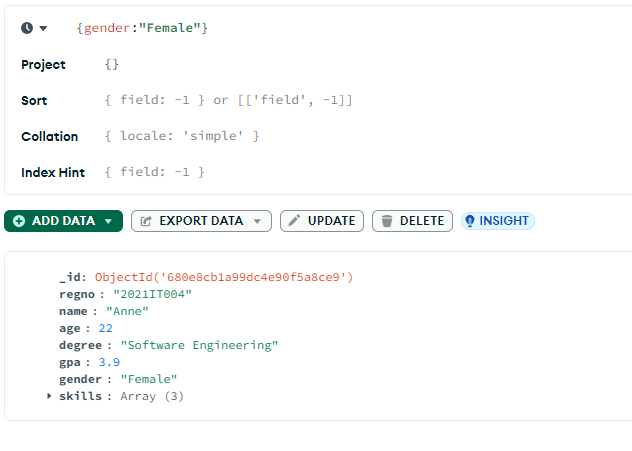 {gender:"Female"}
Project {}
Sort { field: -1 } or [['field', -1]]
Collation { locale: 'simple' }
Index Hint { field: -1 }
ADD DATA EXPORT DATA UPDATE DELETE INSIGHT
_id: ObjectId('680e8cb1a99dc4e90f5a8ce9')
regno : "2021IT004"
name : "Anne"
age : 22
degree : "Software Engineering"
gpa : 3.9
gender : "Female"
skills : Array (3)